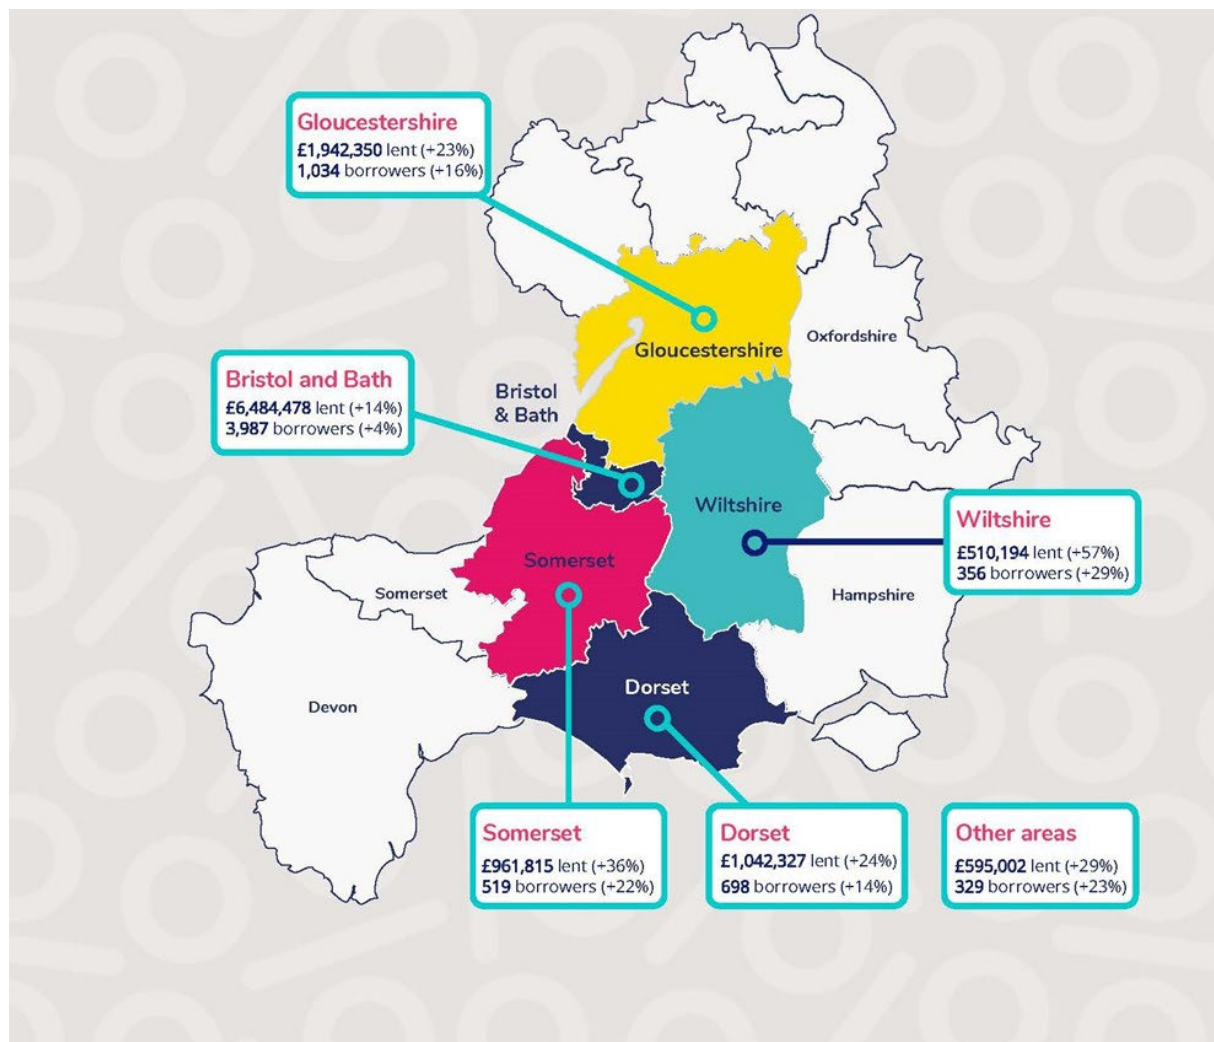 Gloucestershire
£1,942,350 lent (+23%)
1,034 borrowers (+16%)
Oxfordshire
Gloucestershire
Bristol and Bath
£6,484,478 lent (+14%)
3,987 borrowers (+4%)
Bristol
& Bath
Wiltshire
Wiltshire
£510,194 lent (+57%)
356 borrowers (+29%)
Somerset
Somerset
Hampshire
Devon
Dorset
Somerset
£961,815 lent (+36%)
519 borrowers (+22%)
Dorset
£1,042,327 lent (+24%)
698 borrowers (+14%)
Other areas
£595,002 lent (+29%)
329 borrowers (+23%)